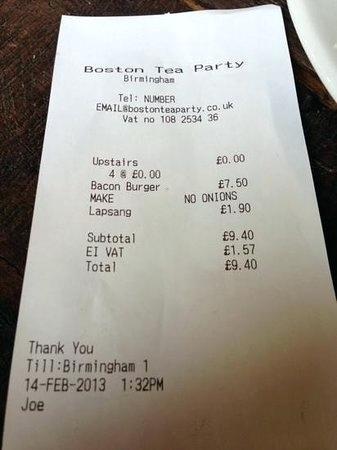 Boston Tea Party
Birmingham
Tel: NUMBER
EMAIL@bostonteaparty.co.uk
Vat no 108 2534 36
Upstairs £0.00
4 @ £0.00
Bacon Burger £7.50
MAKE NO ONIONS
Lapsang £1.90
Subtotal £9.40
EI VAT £1.57
Total £9.40
Thank You
Till:Birmingham 1
14-FEB-2013 1:32PM
Joe